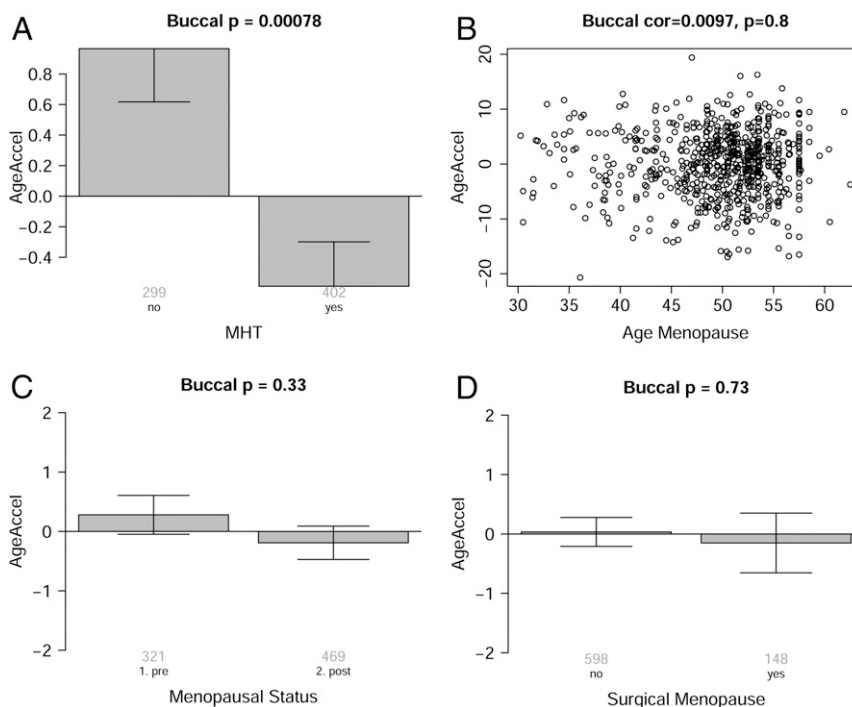 A
Buccal p = 0.00078
AgeAccel
0.8
0.6
0.4
0.2
0.0
−0.2
−0.4
299
402
no
yes
MHT
B
Buccal cor=0.0097, p=0.8
AgeAccel
20
10
0
−10
−20
30 35 40 45 50 55 60
Age Menopause
C
Buccal p = 0.33
AgeAccel
2
1
0
−1
−2
321
469
1. pre
2. post
Menopausal Status
D
Buccal p = 0.73
AgeAccel
2
1
0
−1
−2
598
148
no
yes
Surgical Menopause